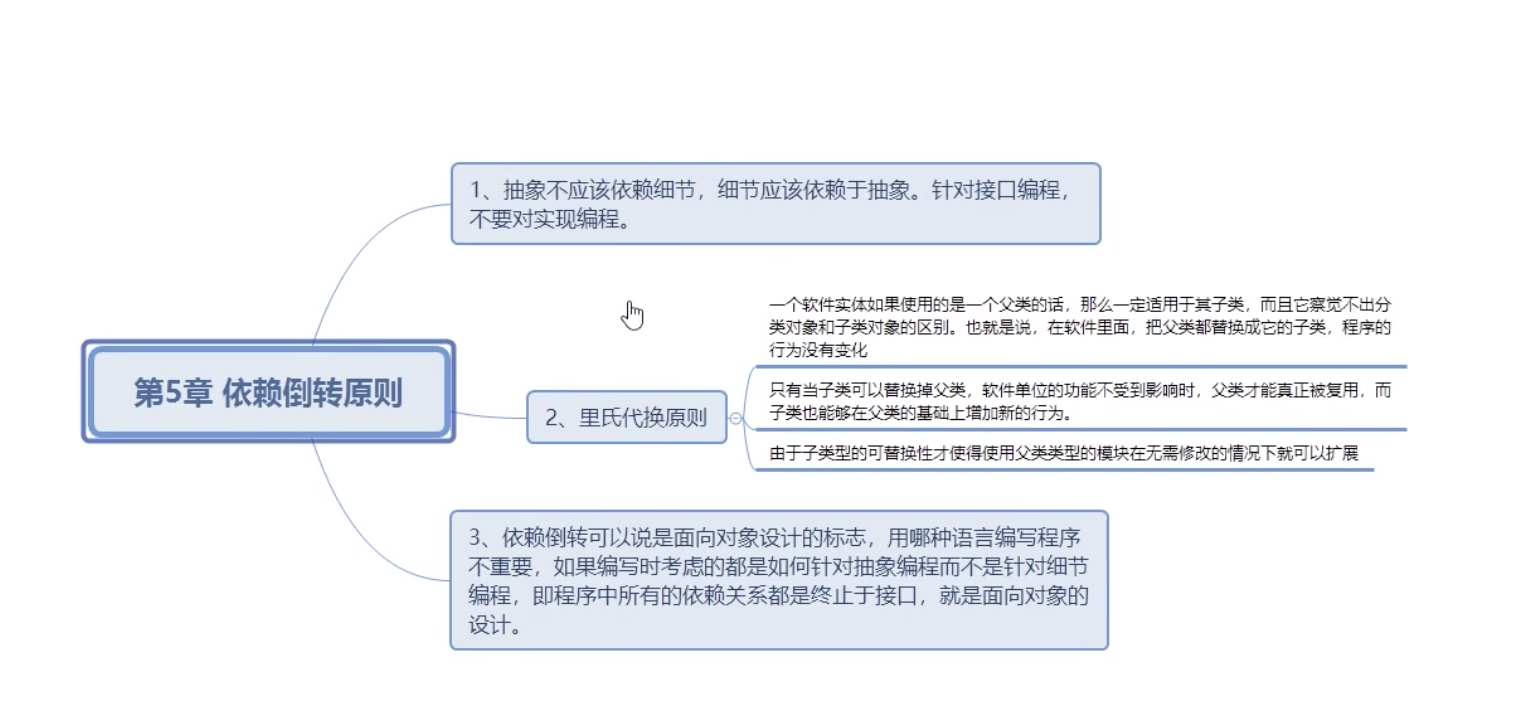 1、抽象不应该依赖细节，细节应该依赖于抽象。针对接口编程，
不要对实现编程。
第5章 依赖倒转原则
2、里氏代换原则
一个软件实体如果使用的是一个父类的话，那么一定适用于其子类，而且它察觉不出分
类对象和子类对象的区别。也就是说，在软件里面，把父类都替换成它的子类，程序的
行为没有变化
只有当子类可以替换掉父类，软件单位的功能不受到影响时，父类才能真正被复用，而
子类也能够在父类的基础上增加新的行为。
由于子类型的可替换性才使得使用父类类型的模块在无需修改的情况下就可以扩展
3、依赖倒转可以说是面向对象设计的标志，用哪种语言编写程序
不重要，如果编写时考虑的都是如何针对抽象编程而不是针对细节
编程，即程序中所有的依赖关系都是终止于接口，就是面向对象的
设计。